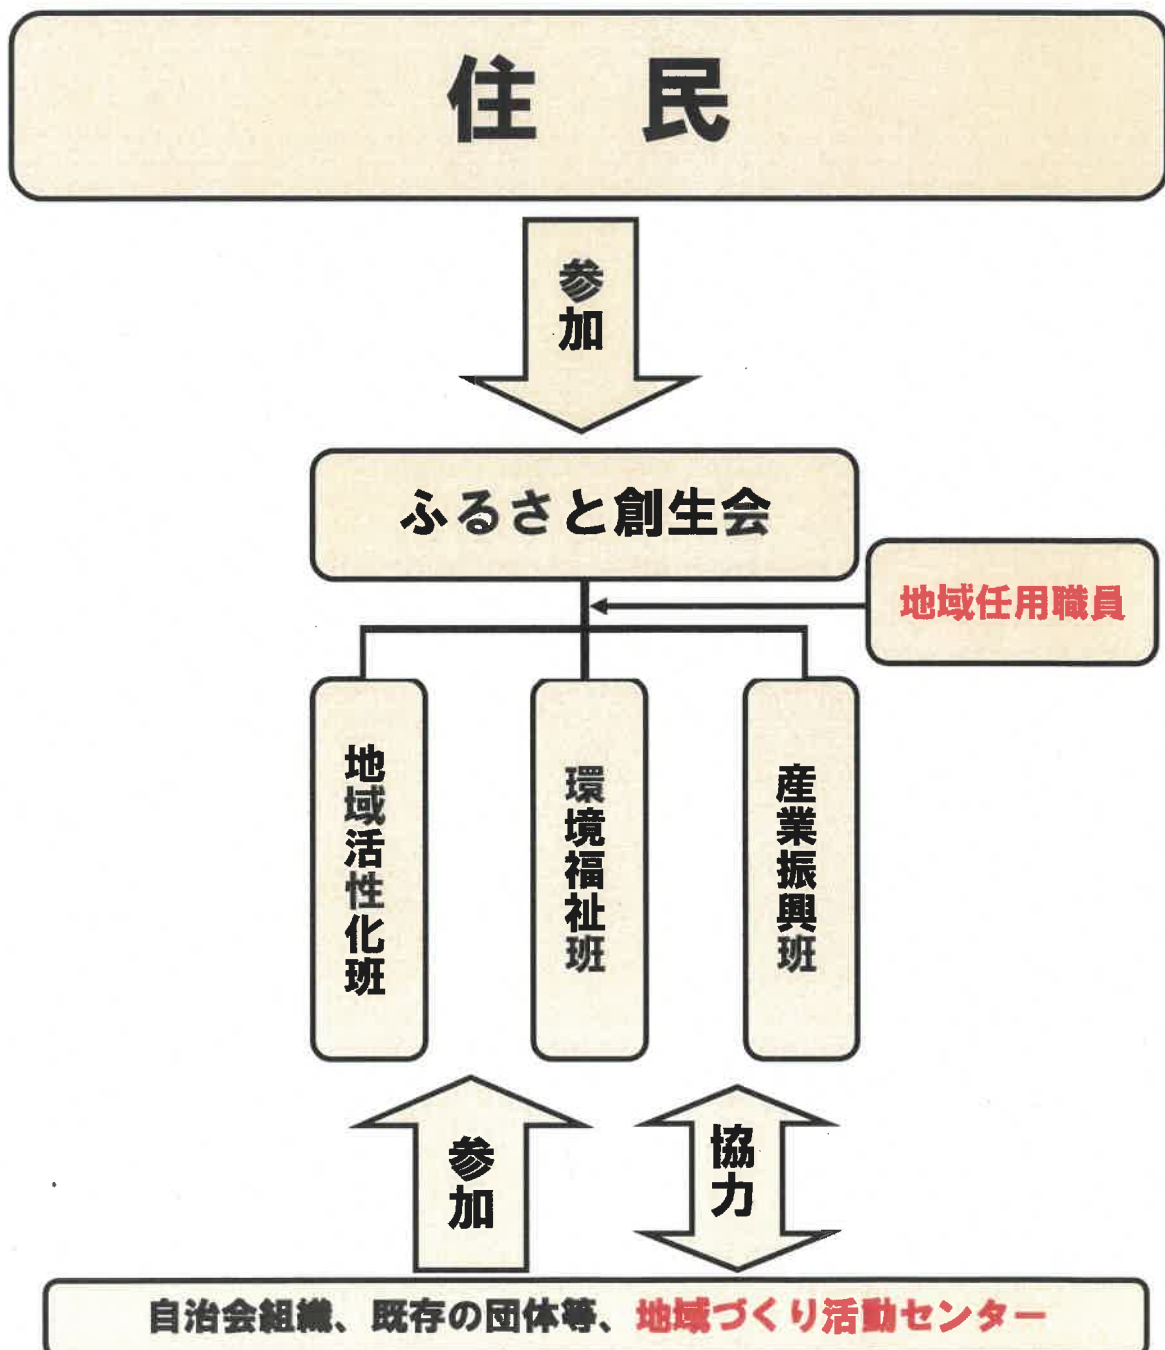 住　民
参加
ふるさと創生会
地域任用職員
地域活性化班
環境福祉班
産業振興班
参加
協力
自治会組織、既存の団体等、地域づくり活動センター